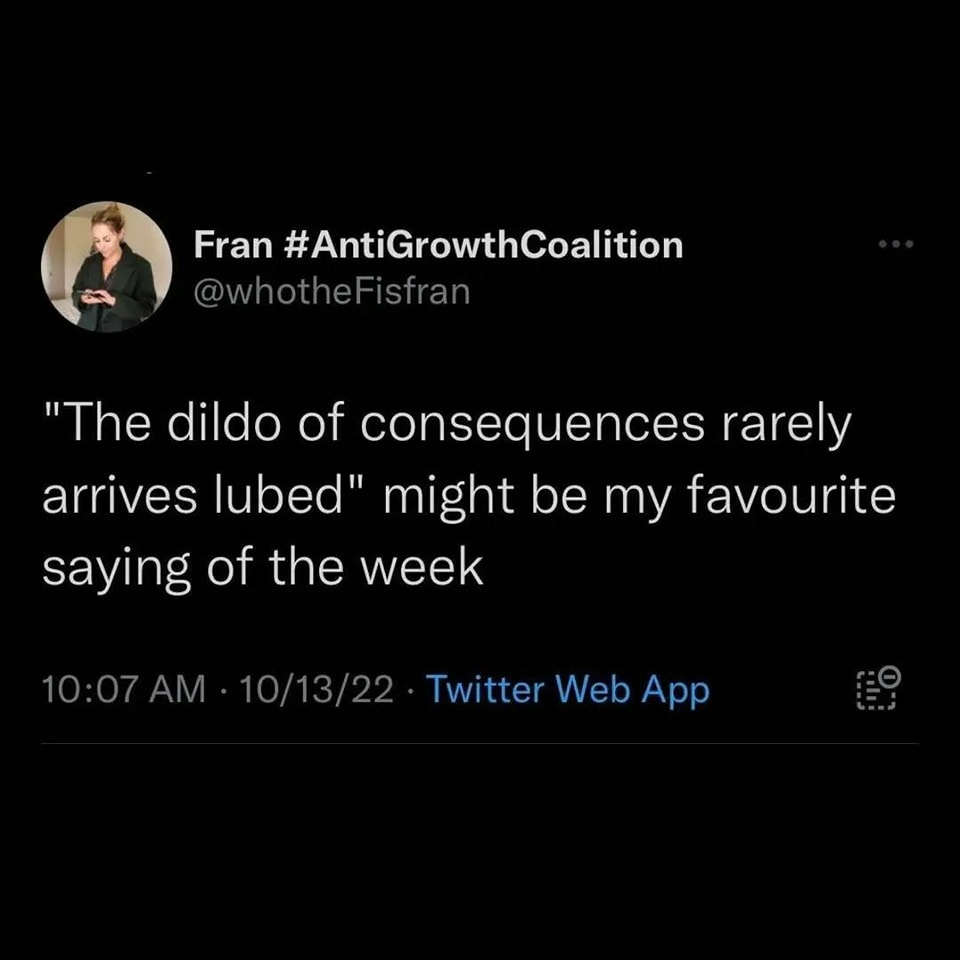 Fran #AntiGrowthCoalition
@whotheFisfran
"The dildo of consequences rarely
arrives lubed" might be my favourite
saying of the week
10:07 AM · 10/13/22 · Twitter Web App